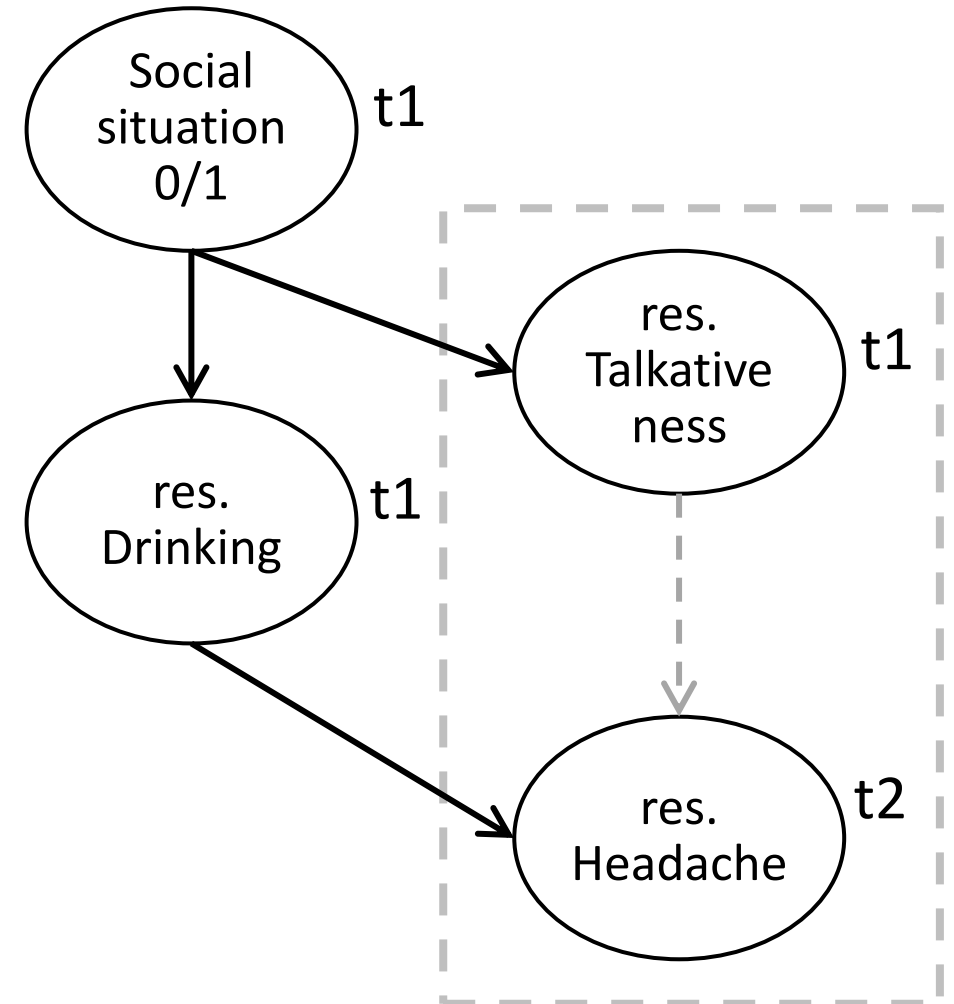 Social
situation
0/1
t1
res.
Talkative
ness
t1
res.
Drinking
t1
res.
Headache
t2